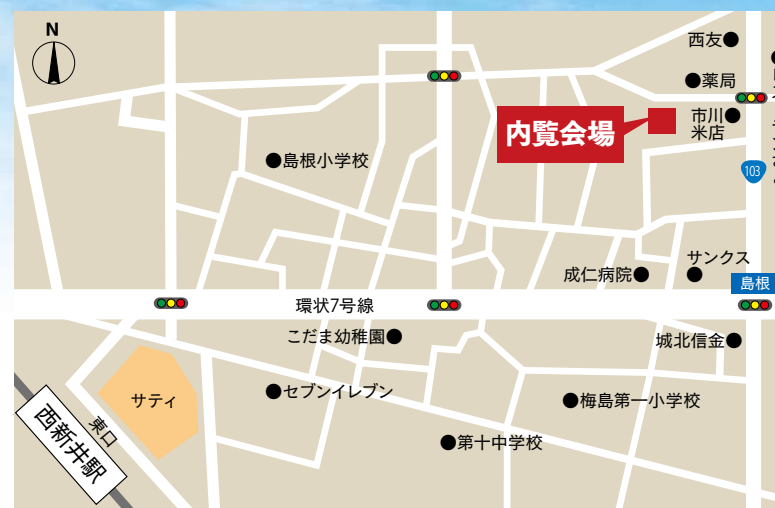 N
西友
薬局
市川
米店
内覧会場
島根小学校
103
成仁病院
サンクス
島根
環状7号線
こだま幼稚園
城北信金
サティ
セブンイレブン
梅島第一小学校
東口
西新井駅
第十中学校